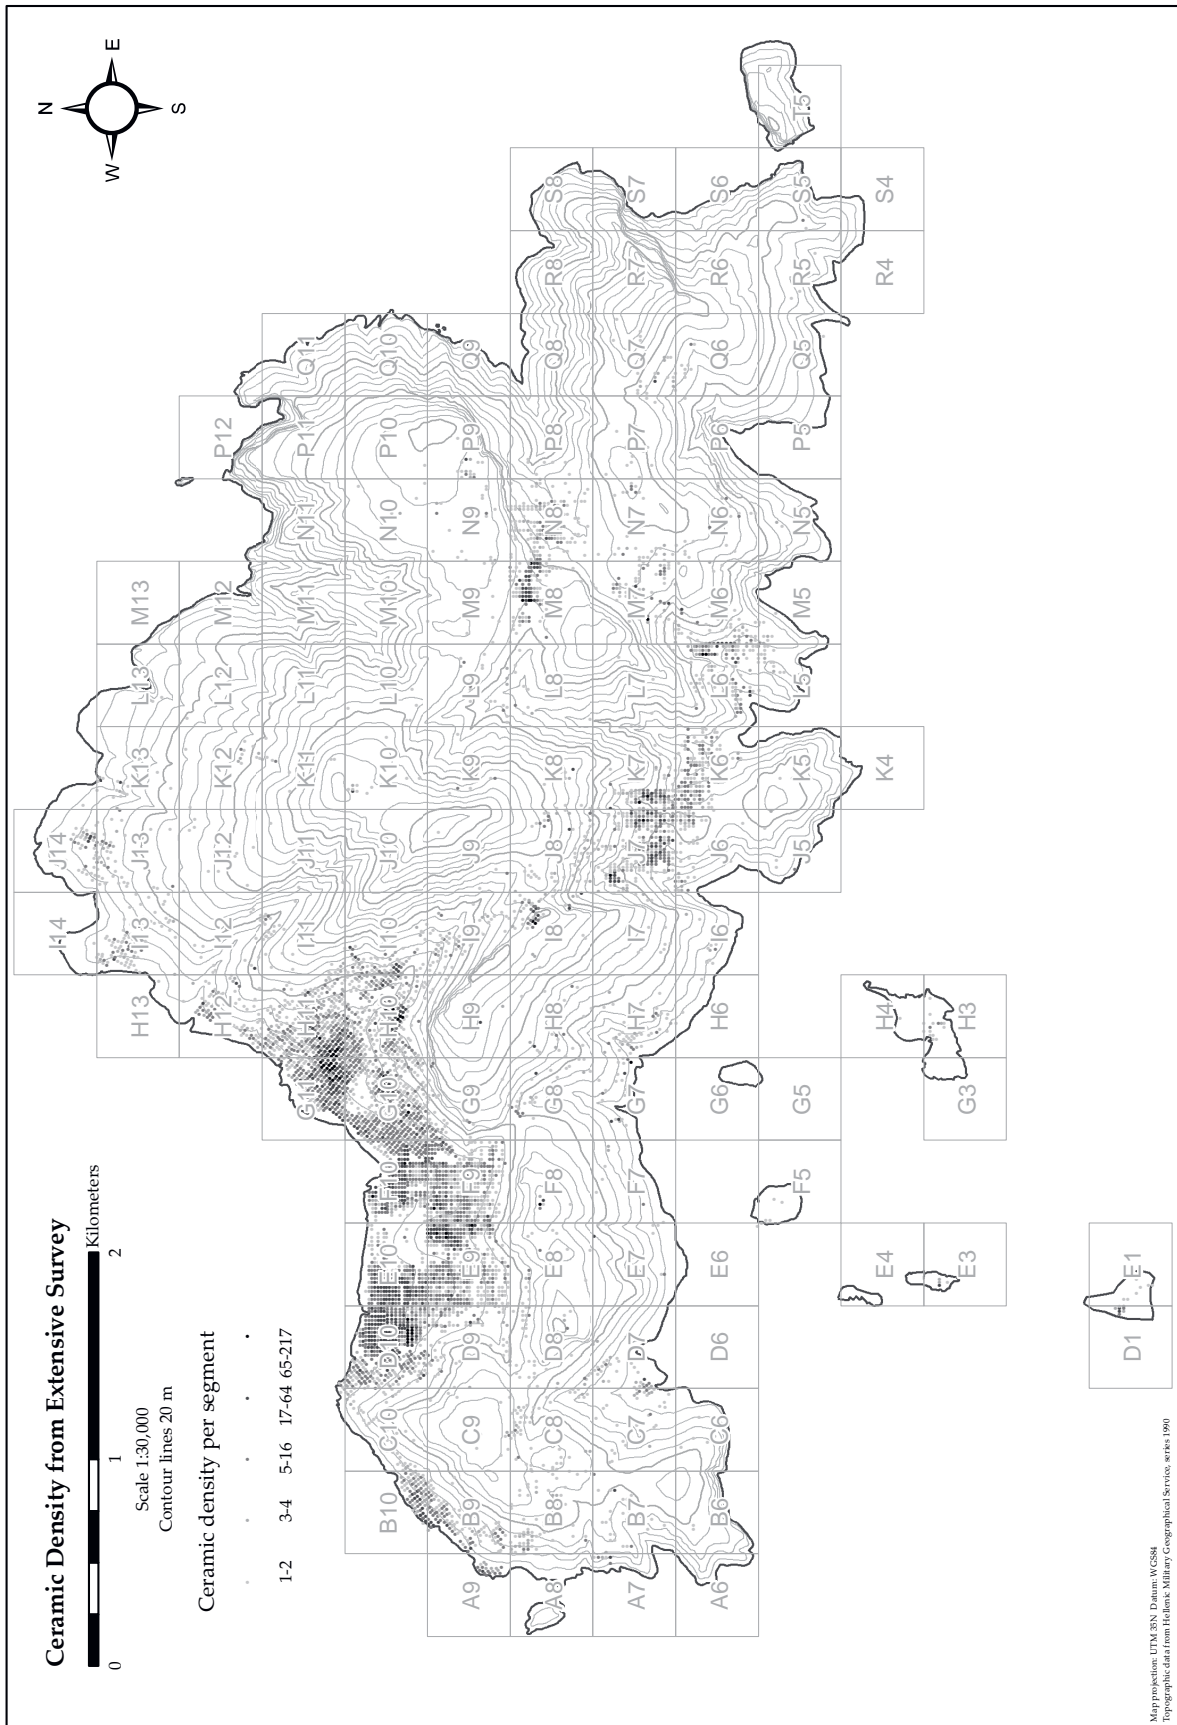 Ceramic Density from Extensive Survey
Kilometers
0 1 2
Scale 1:30,000
Contour lines 20 m
Ceramic density per segment
1-2 3-4 5-16 17-64 65-217
N
W E
S
I14 J14
H13 I13 J13 K13 L13 M13
H12 I12 J12 K12 L12 M12 P12
G11 H11 I11 J11 K11 L11 M11 N11 P11 Q11
B10 C10 D10 E10 F10 G10 H10 I10 J10 K10 L10 M10 N10 P10 Q10
A9 B9 C9 D9 E9 F9 G9 H9 I9 J9 K9 L9 M9 N9 P9 Q9
A8 B8 C8 D8 E8 F8 G8 H8 I8 J8 K8 L8 M8 N8 P8 Q8 R8 S8
A7 B7 C7 D7 E7 F7 G7 H7 I7 J7 K7 L7 M7 N7 P7 Q7 R7 S7
A6 B6 C6 D6 E6 G6 H6 I6 J6 K6 L6 M6 N6 P6 Q6 R6 S6
F5 G5 J5 K5 L5 M5 N5 P5 Q5 R5 S5 T5
E4 H4 K4 R4 S4
E3 G3 H3
D1 E1
Map projection: UTM 35N Datum: WGS84
Topographic data from Hellenic Military Geographical Service, series 1990